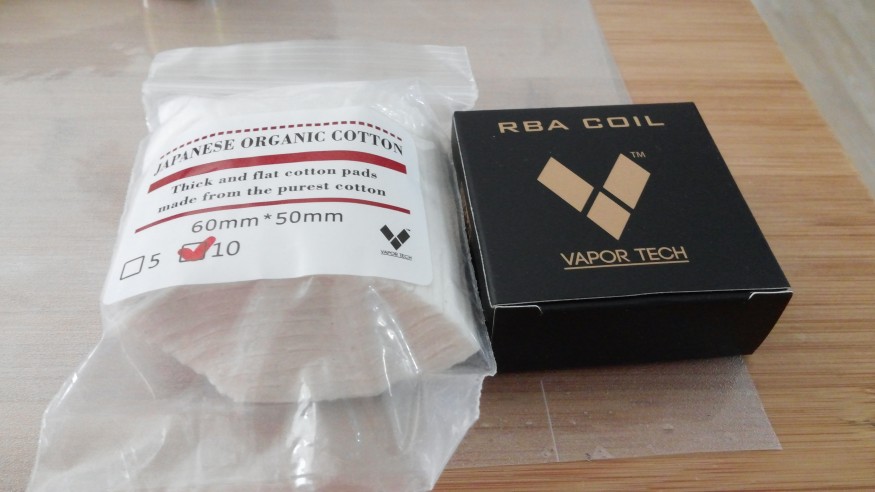 JAPANESE ORGANIC COTTON
Thick and flat cotton pads
made from the purest cotton
60mm*50mm
5 10
VAPOR TECH
RBA COIL
TM
VAPOR TECH